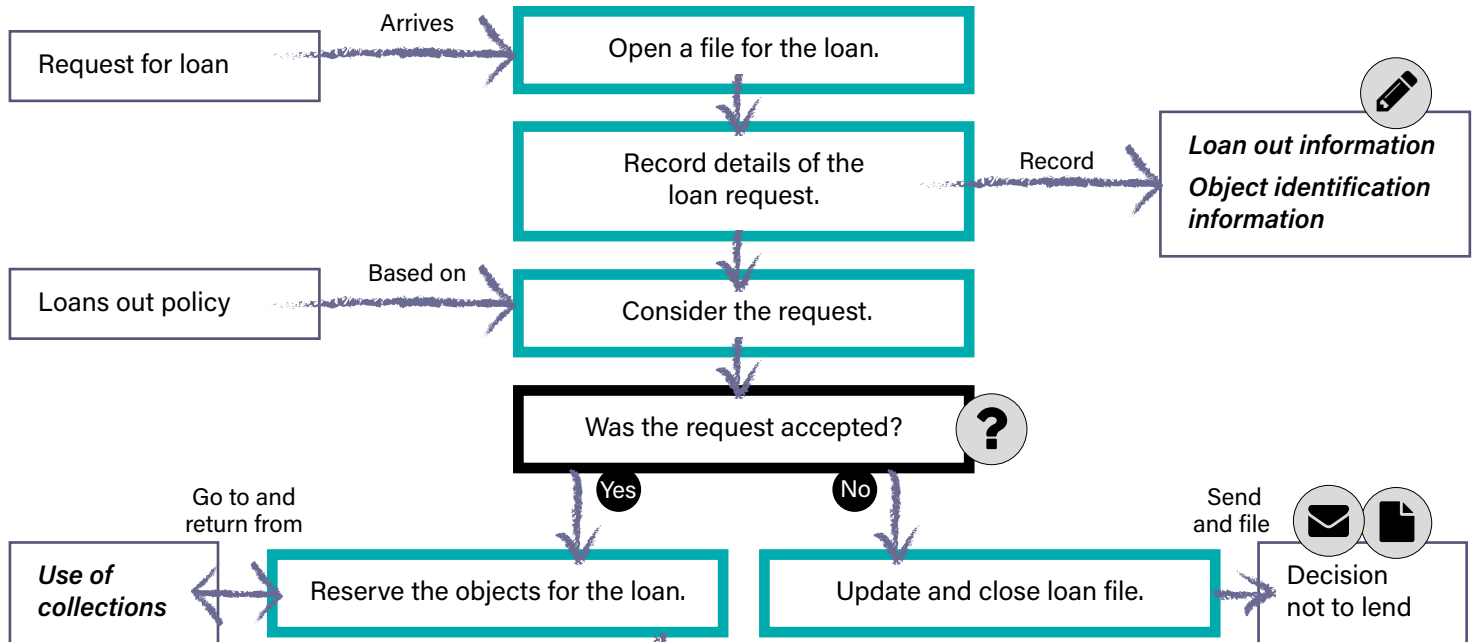 Arrives
Request for loan
Open a file for the loan.
Record details of the
loan request.
Record
Loan out information
Object identification
information
Based on
Loans out policy
Consider the request.
Was the request accepted?
?
Yes
No
Go to and
return from
Use of
collections
Reserve the objects for the loan.
Update and close loan file.
Send
and file
Decision
not to lend